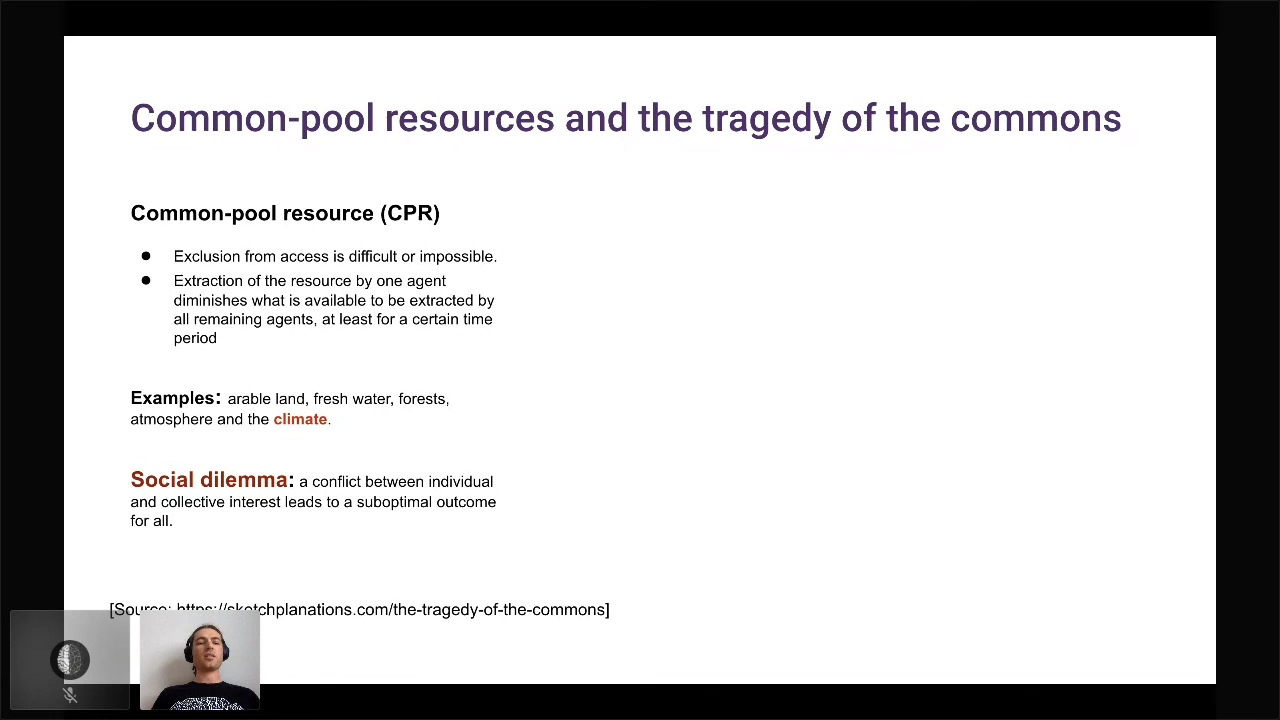 Common-pool resources and the tragedy of the commons
Common-pool resource (CPR)
● Exclusion from access is difficult or impossible.
● Extraction of the resource by one agent
diminishes what is available to be extracted by
all remaining agents, at least for a certain time
period
Examples: arable land, fresh water, forests,
atmosphere and the climate.
Social dilemma: a conflict between individual
and collective interest leads to a suboptimal outcome
for all.
[Source: https://sketchplanations.com/the-tragedy-of-the-commons]